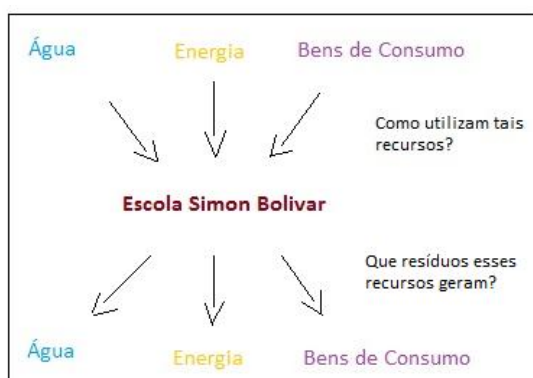 Água Energia Bens de Consumo
Como utilizam tais
recursos?
Escola Simon Bolivar
Que resíduos esses
recursos geram?
Água Energia Bens de Consumo